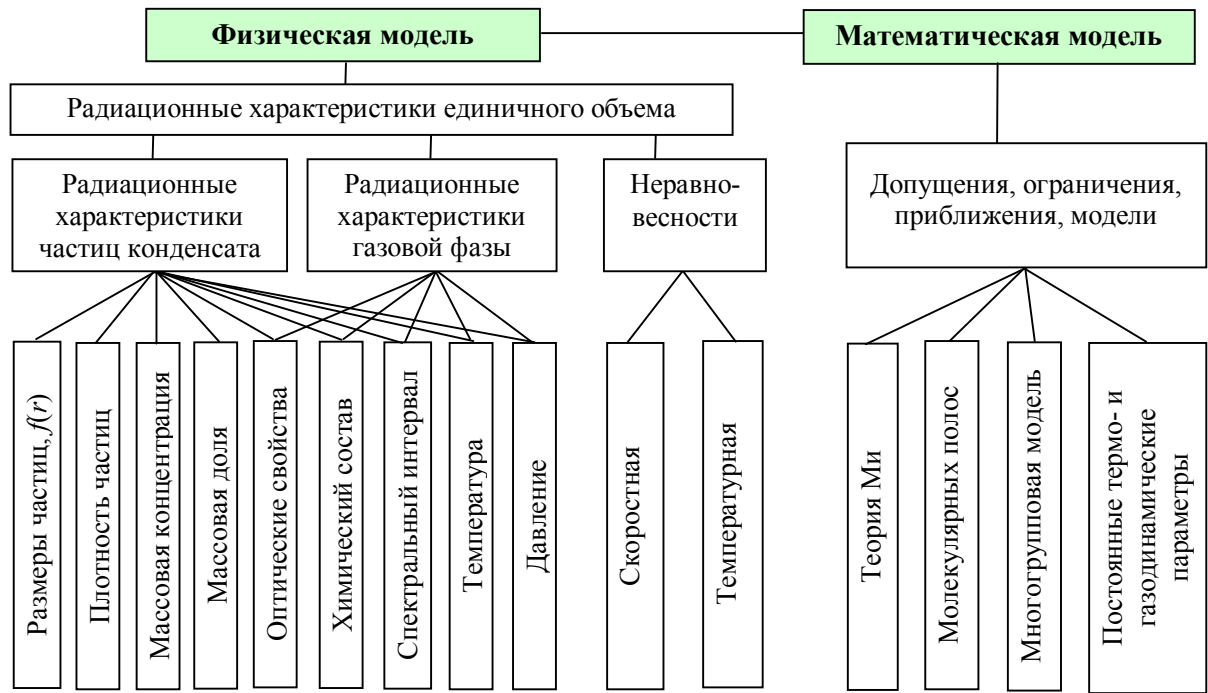 Физическая модель
Математическая модель
Радиационные характеристики единичного объема
Радиационные
характеристики
частиц конденсата
Радиационные
характеристики
газовой фазы
Неравно-
весности
Допущения, ограничения,
приближения, модели
Размеры частиц, f(r)
Плотность частиц
Массовая концентрация
Массовая доля
Оптические свойства
Химический состав
Спектральный интервал
Температура
Давление
Скоростная
Температурная
Теория Ми
Молекулярных полос
Многогрупповая модель
Постоянные термо- и
газодинамические
параметры